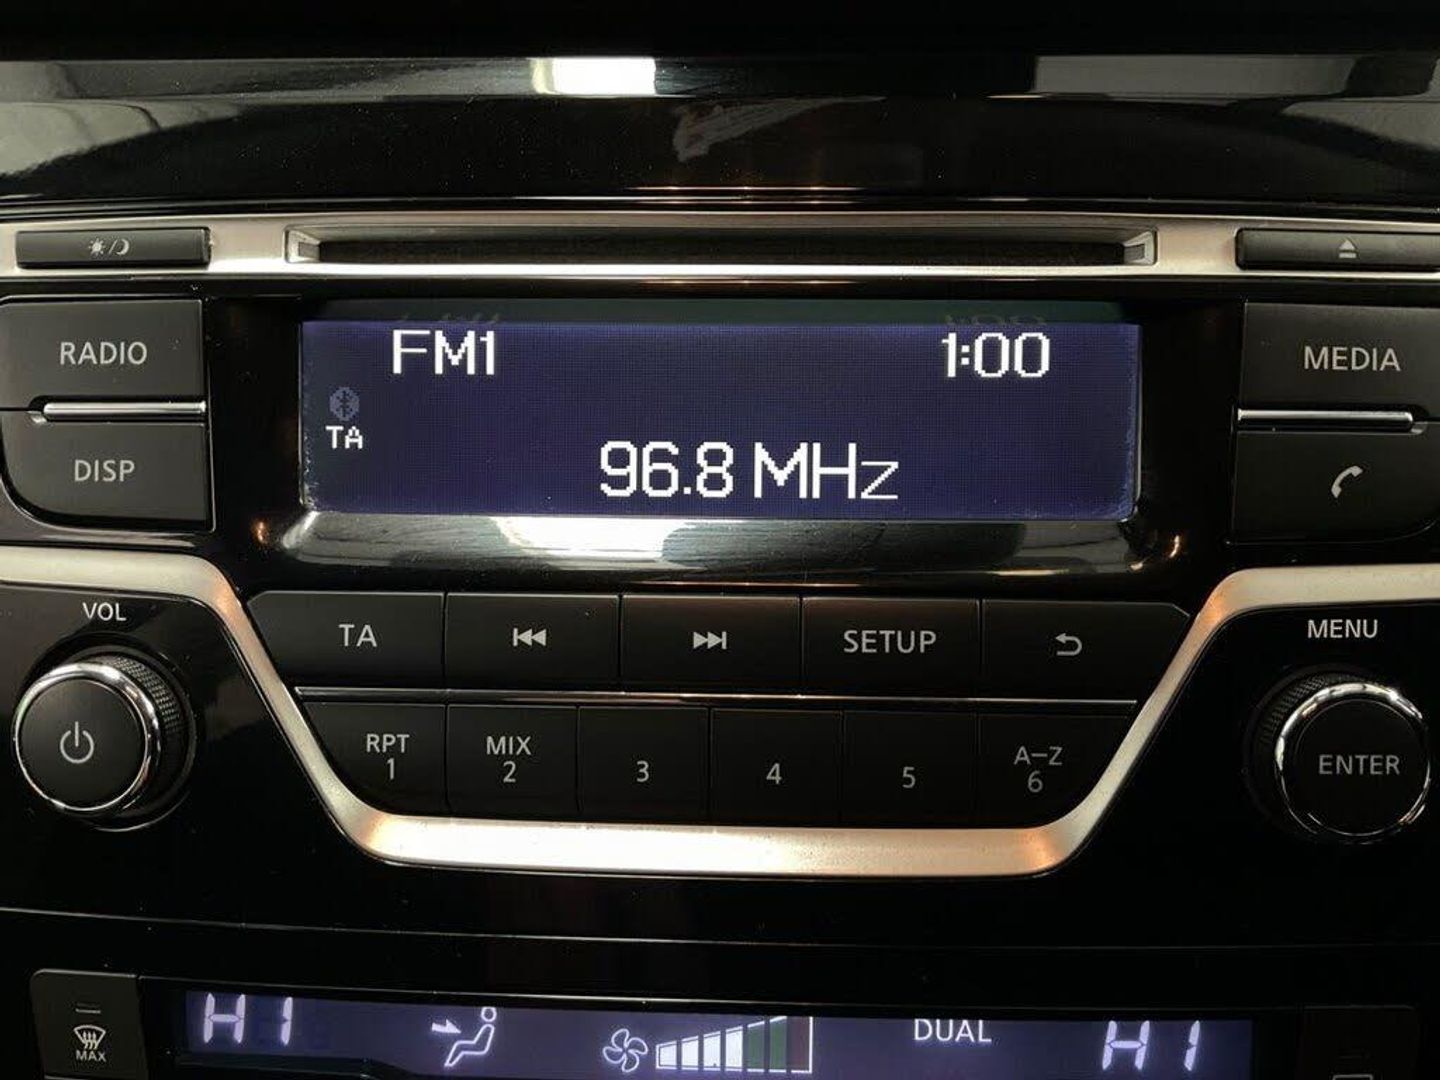 RADIO
DISP
FM1 1:00
TA
96.8 MHz
MEDIA
VOL
TA
SETUP
MENU
RPT
1
MIX
2
3
4
5
A–Z
6
ENTER
MAX
HI
DUAL
HI